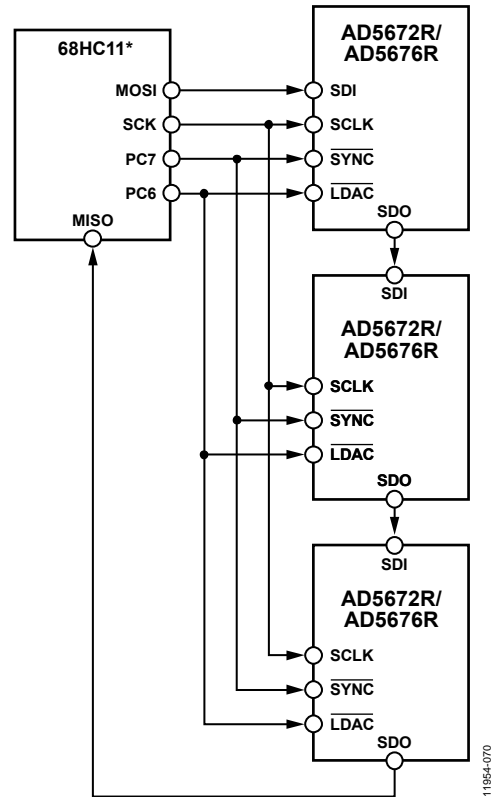 68HC11*
MOSI
SCK
PC7
PC6
MISO
AD5672R/
AD5676R
SDI
SCLK
SYNC
LDAC
SDO
SDI
AD5672R/
AD5676R
SCLK
SYNC
LDAC
SDO
SDI
AD5672R/
AD5676R
SCLK
SYNC
LDAC
SDO
11954-070